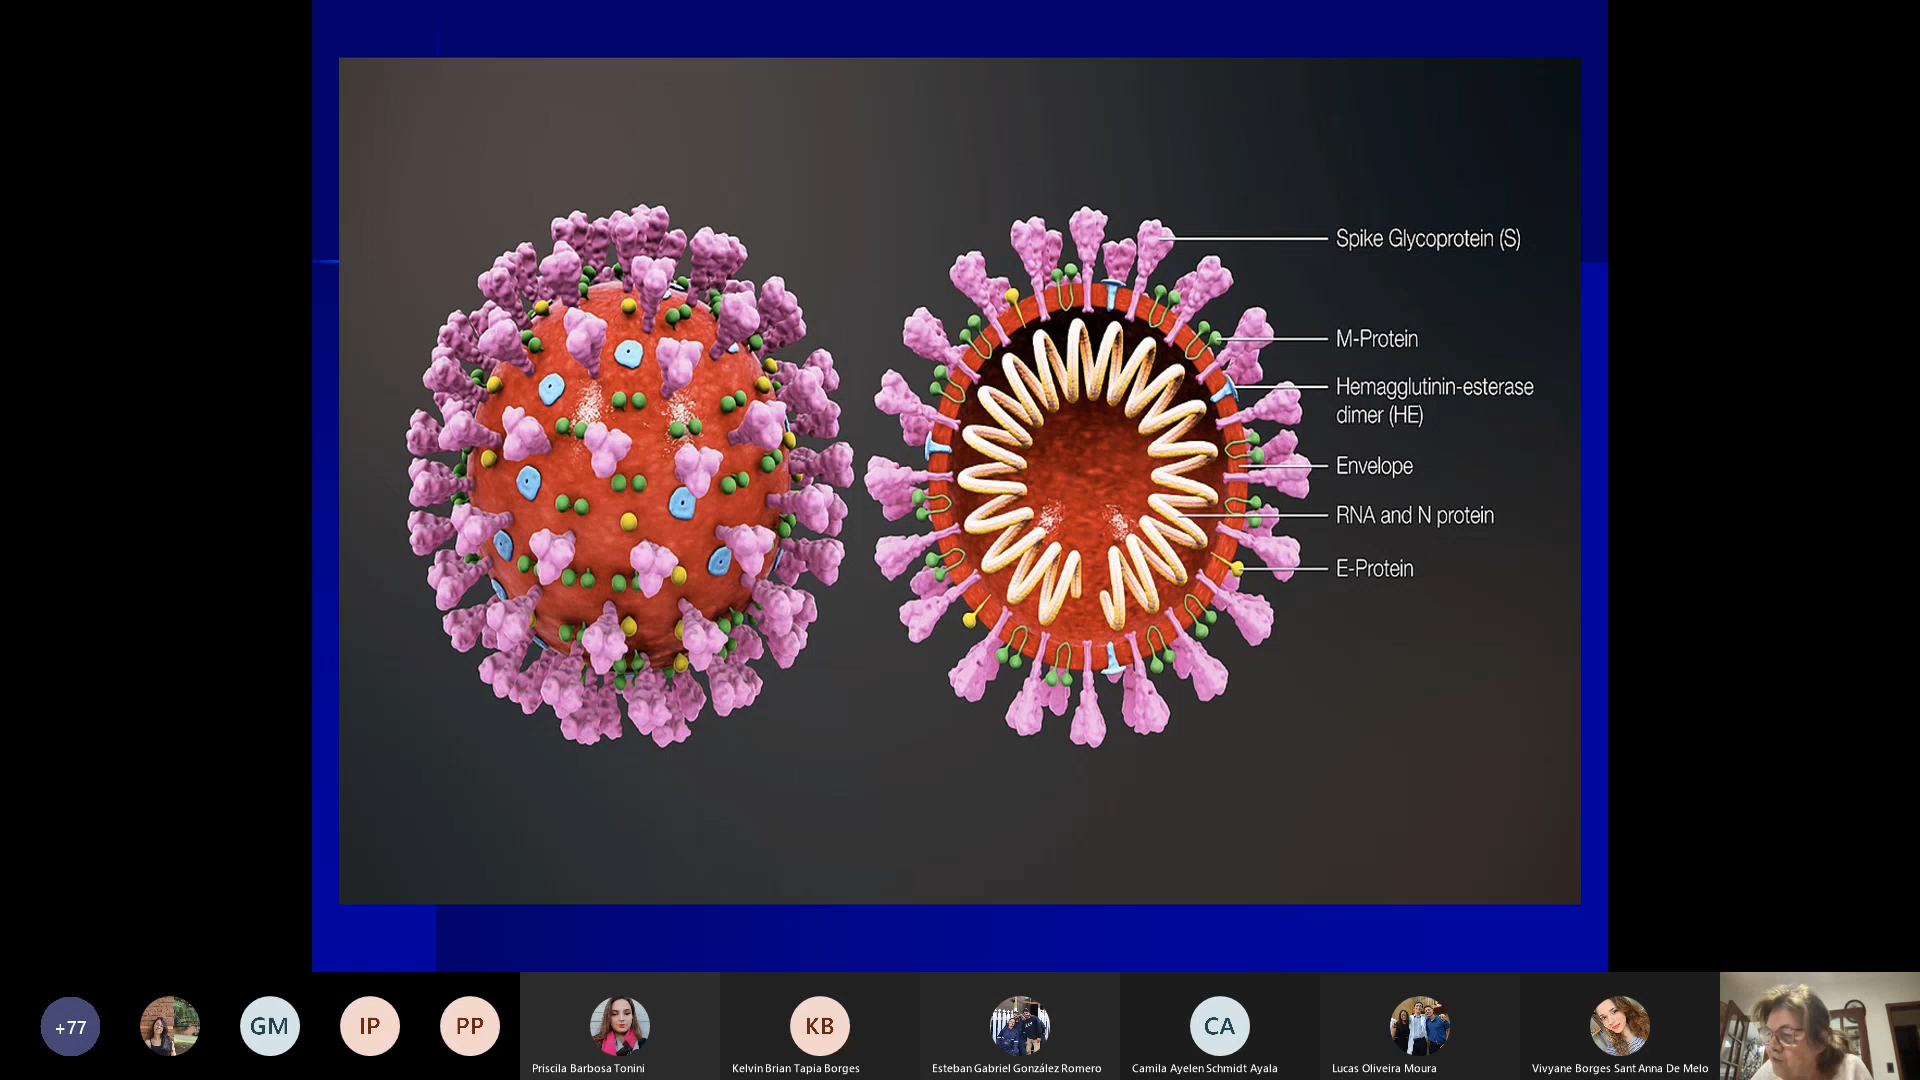 Spike Glycoprotein (S)
M-Protein
Hemagglutinin-esterase
dimer (HE)
Envelope
RNA and N protein
E-Protein
+77
GM
IP
PP
Priscila Barbosa Tonini
KB
Kelvin Brian Tapia Borges
Esteban Gabriel González Romero
CA
Camila Ayelen Schmidt Ayala
Lucas Oliveira Moura
Vivyane Borges Sant Anna De Melo